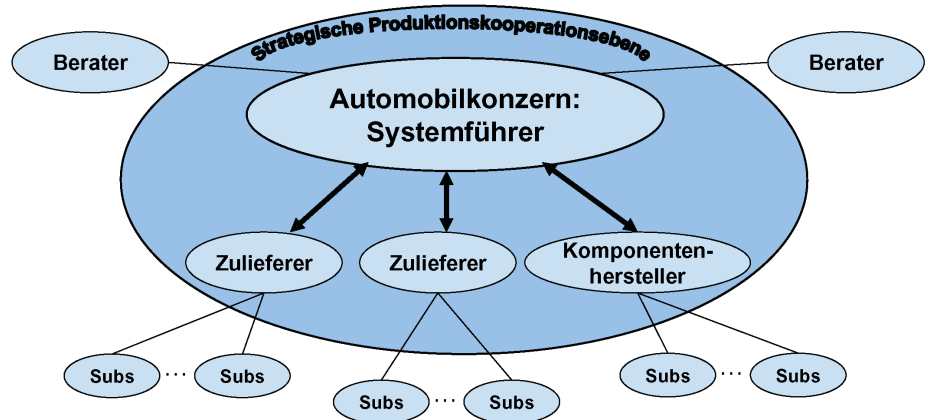 Strategische Produktionskooperationsebene
Berater
Berater
Automobilkonzern:
Systemführer
Zulieferer
Zulieferer
Komponenten-
hersteller
Subs ... Subs
Subs ... Subs
Subs ... Subs